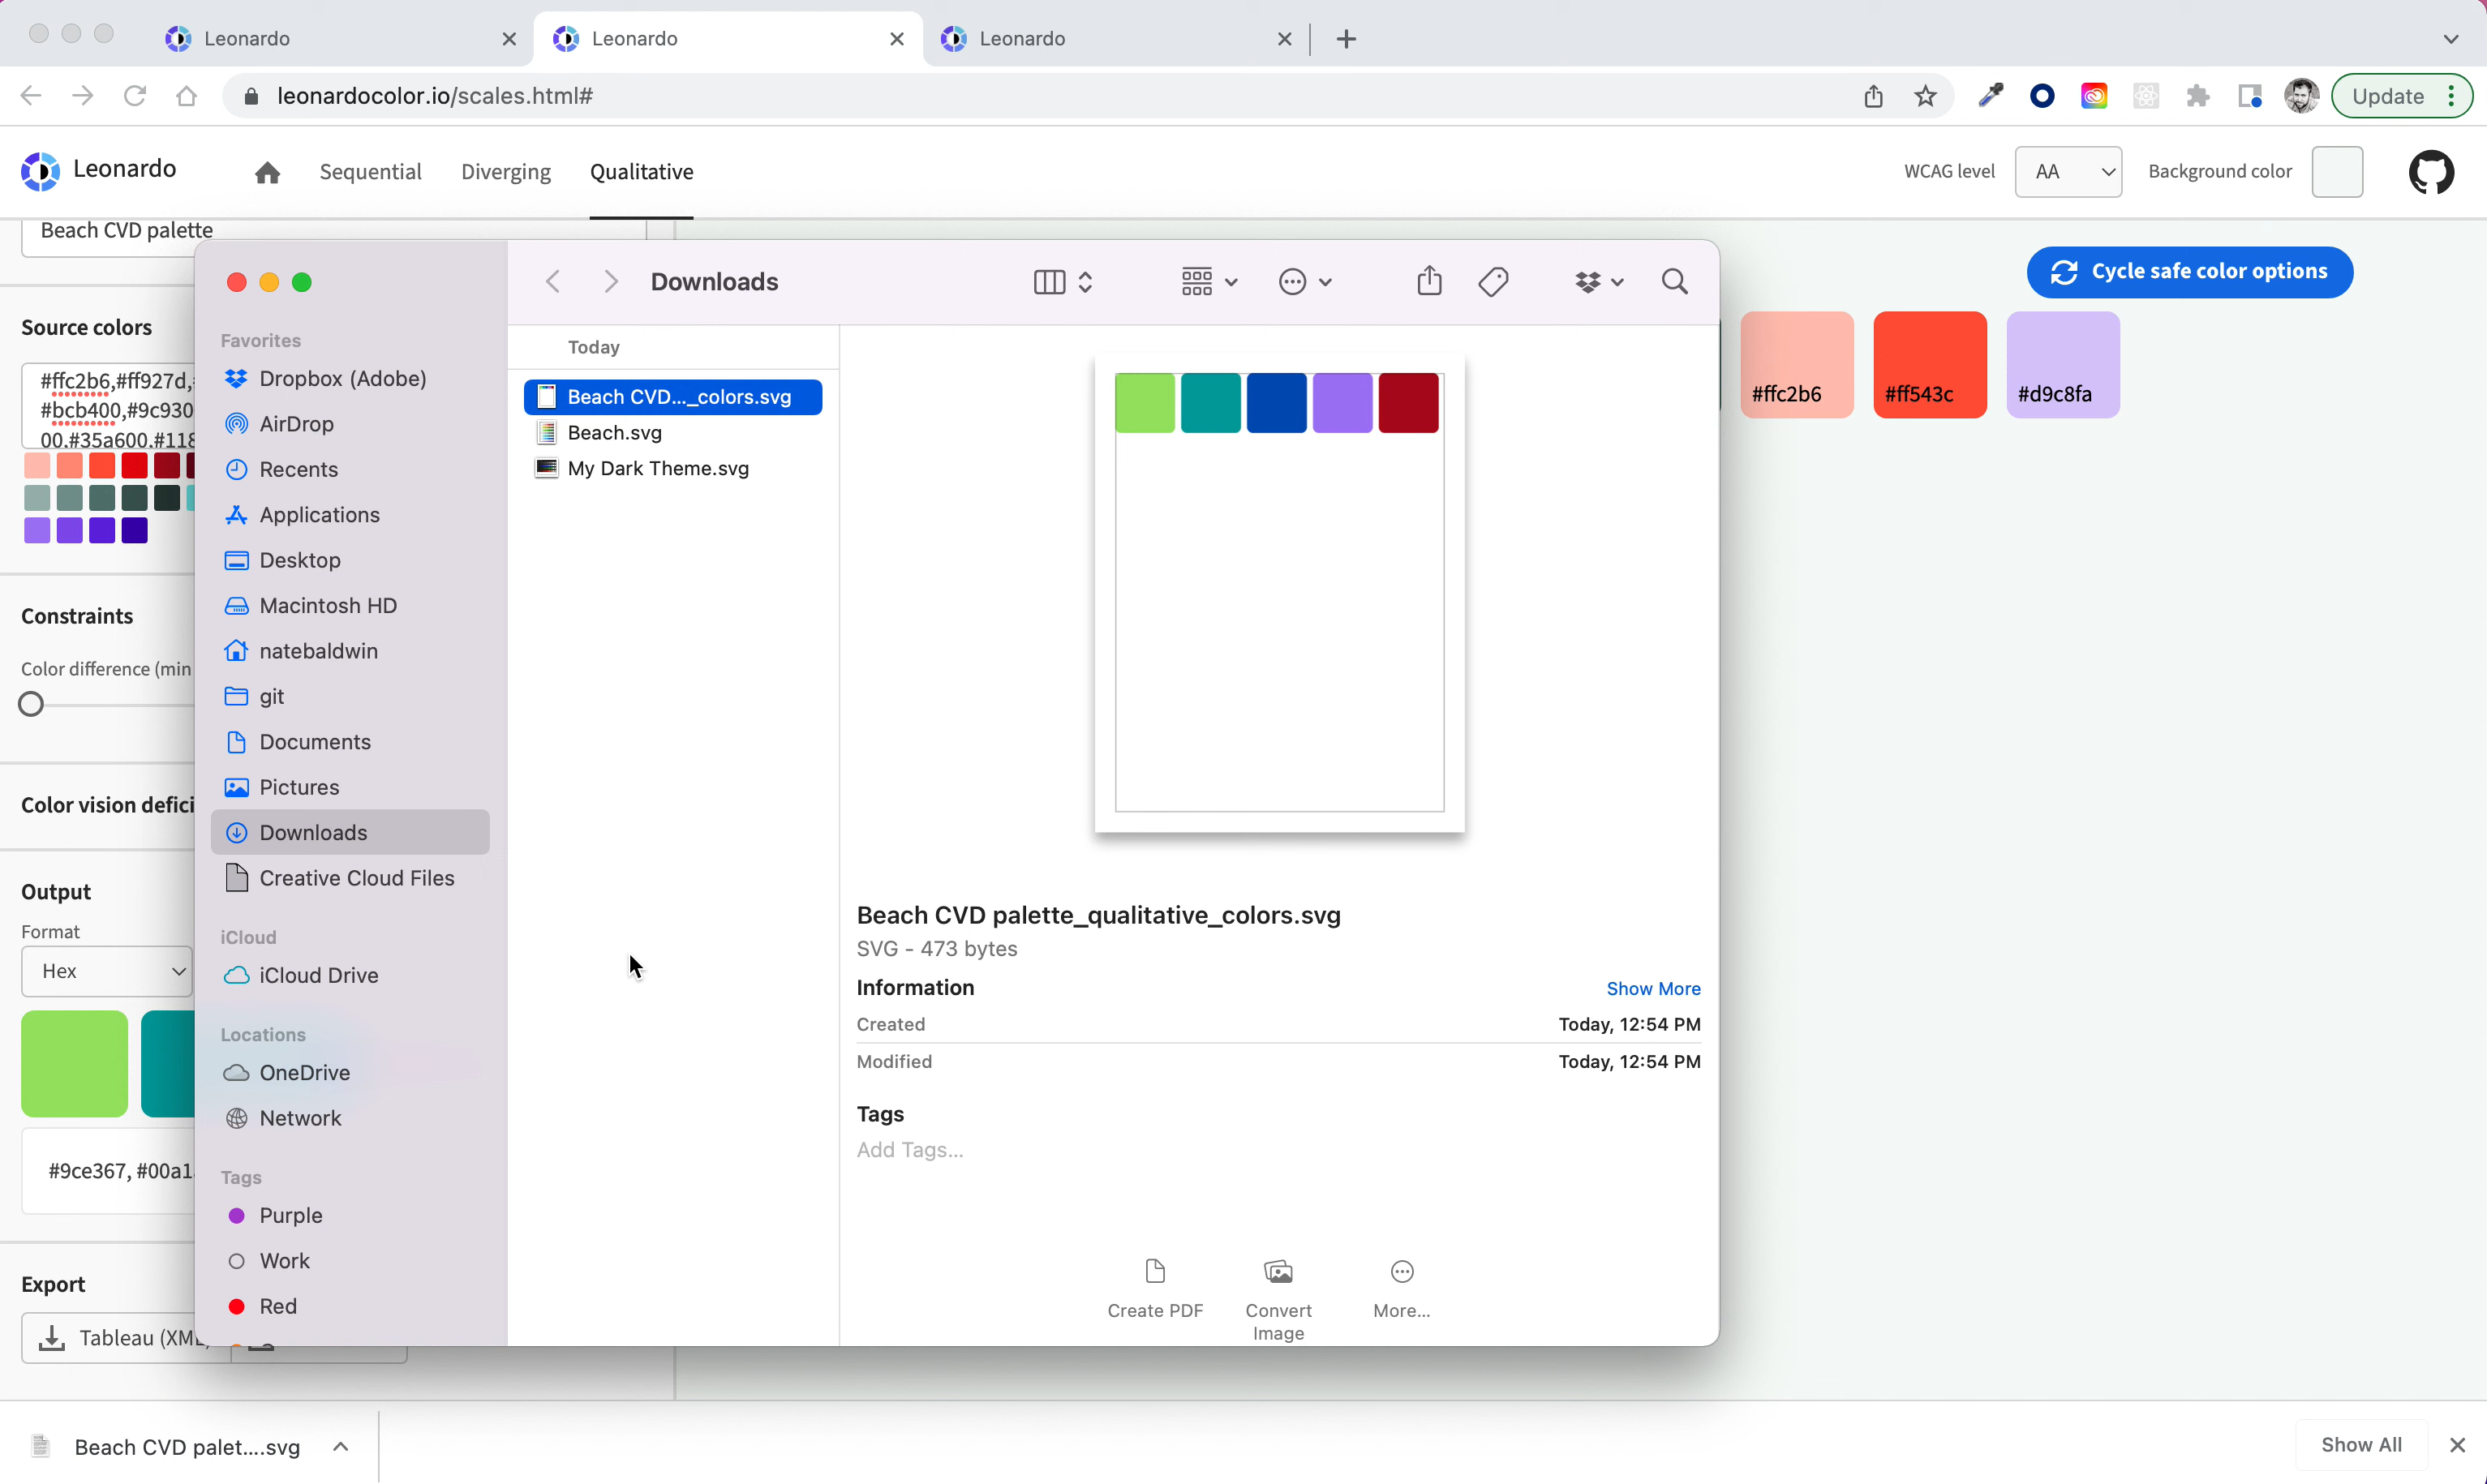 Leonardo
Leonardo
Leonardo
leonardocolor.io/scales.html#
Update
Leonardo
Sequential
Diverging
Qualitative
WCAG level
AA
Background color
Beach CVD palette
Cycle safe color options
Source colors
#ffc2b6,#ff927d,
#bcb400,#9c930
00,#35a600,#118
#ffc2b6
#ff543c
#d9c8fa
Constraints
Color difference (min
Color vision defici
Output
Format
Hex
#9ce367, #00a1
Export
Tableau (XML
Downloads
Favorites
Dropbox (Adobe)
AirDrop
Recents
Applications
Desktop
Macintosh HD
natebaldwin
git
Documents
Pictures
Downloads
Creative Cloud Files
iCloud
iCloud Drive
Locations
OneDrive
Network
Tags
Purple
Work
Red
Today
Beach CVD..._colors.svg
Beach.svg
My Dark Theme.svg
Beach CVD palette_qualitative_colors.svg
SVG - 473 bytes
Information
Show More
Created
Today, 12:54 PM
Modified
Today, 12:54 PM
Tags
Add Tags...
Create PDF
Convert
Image
More...
Beach CVD palet....svg
Show All